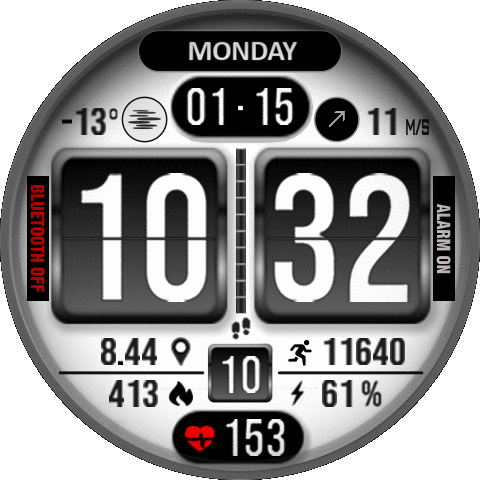 MONDAY
01·15
-13°
11 M/S
BLUETOOTH OFF
10
32
ALARM ON
8.44
11640
10
413
61%
153